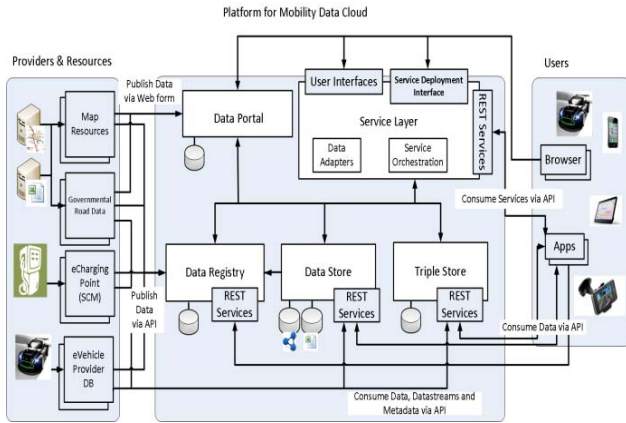 Platform for Mobility Data Cloud
Providers & Resources
Users
Publish Data
via Web form
Map
Resources
Data Portal
User Interfaces
Service Deployment
Interface
REST Services
Service Layer
Data
Adapters
Service
Orchestration
Browser
Governmental
Road Data
Consume Services via API
Apps
eCharging
Point
(SCM)
Data Registry
Data Store
Triple Store
REST
Services
REST
Services
REST
Services
Publish
Data
via API
Consume Data via API
eVehicle
Provider
DB
Consume Data, Datastreams and
Metadata via API